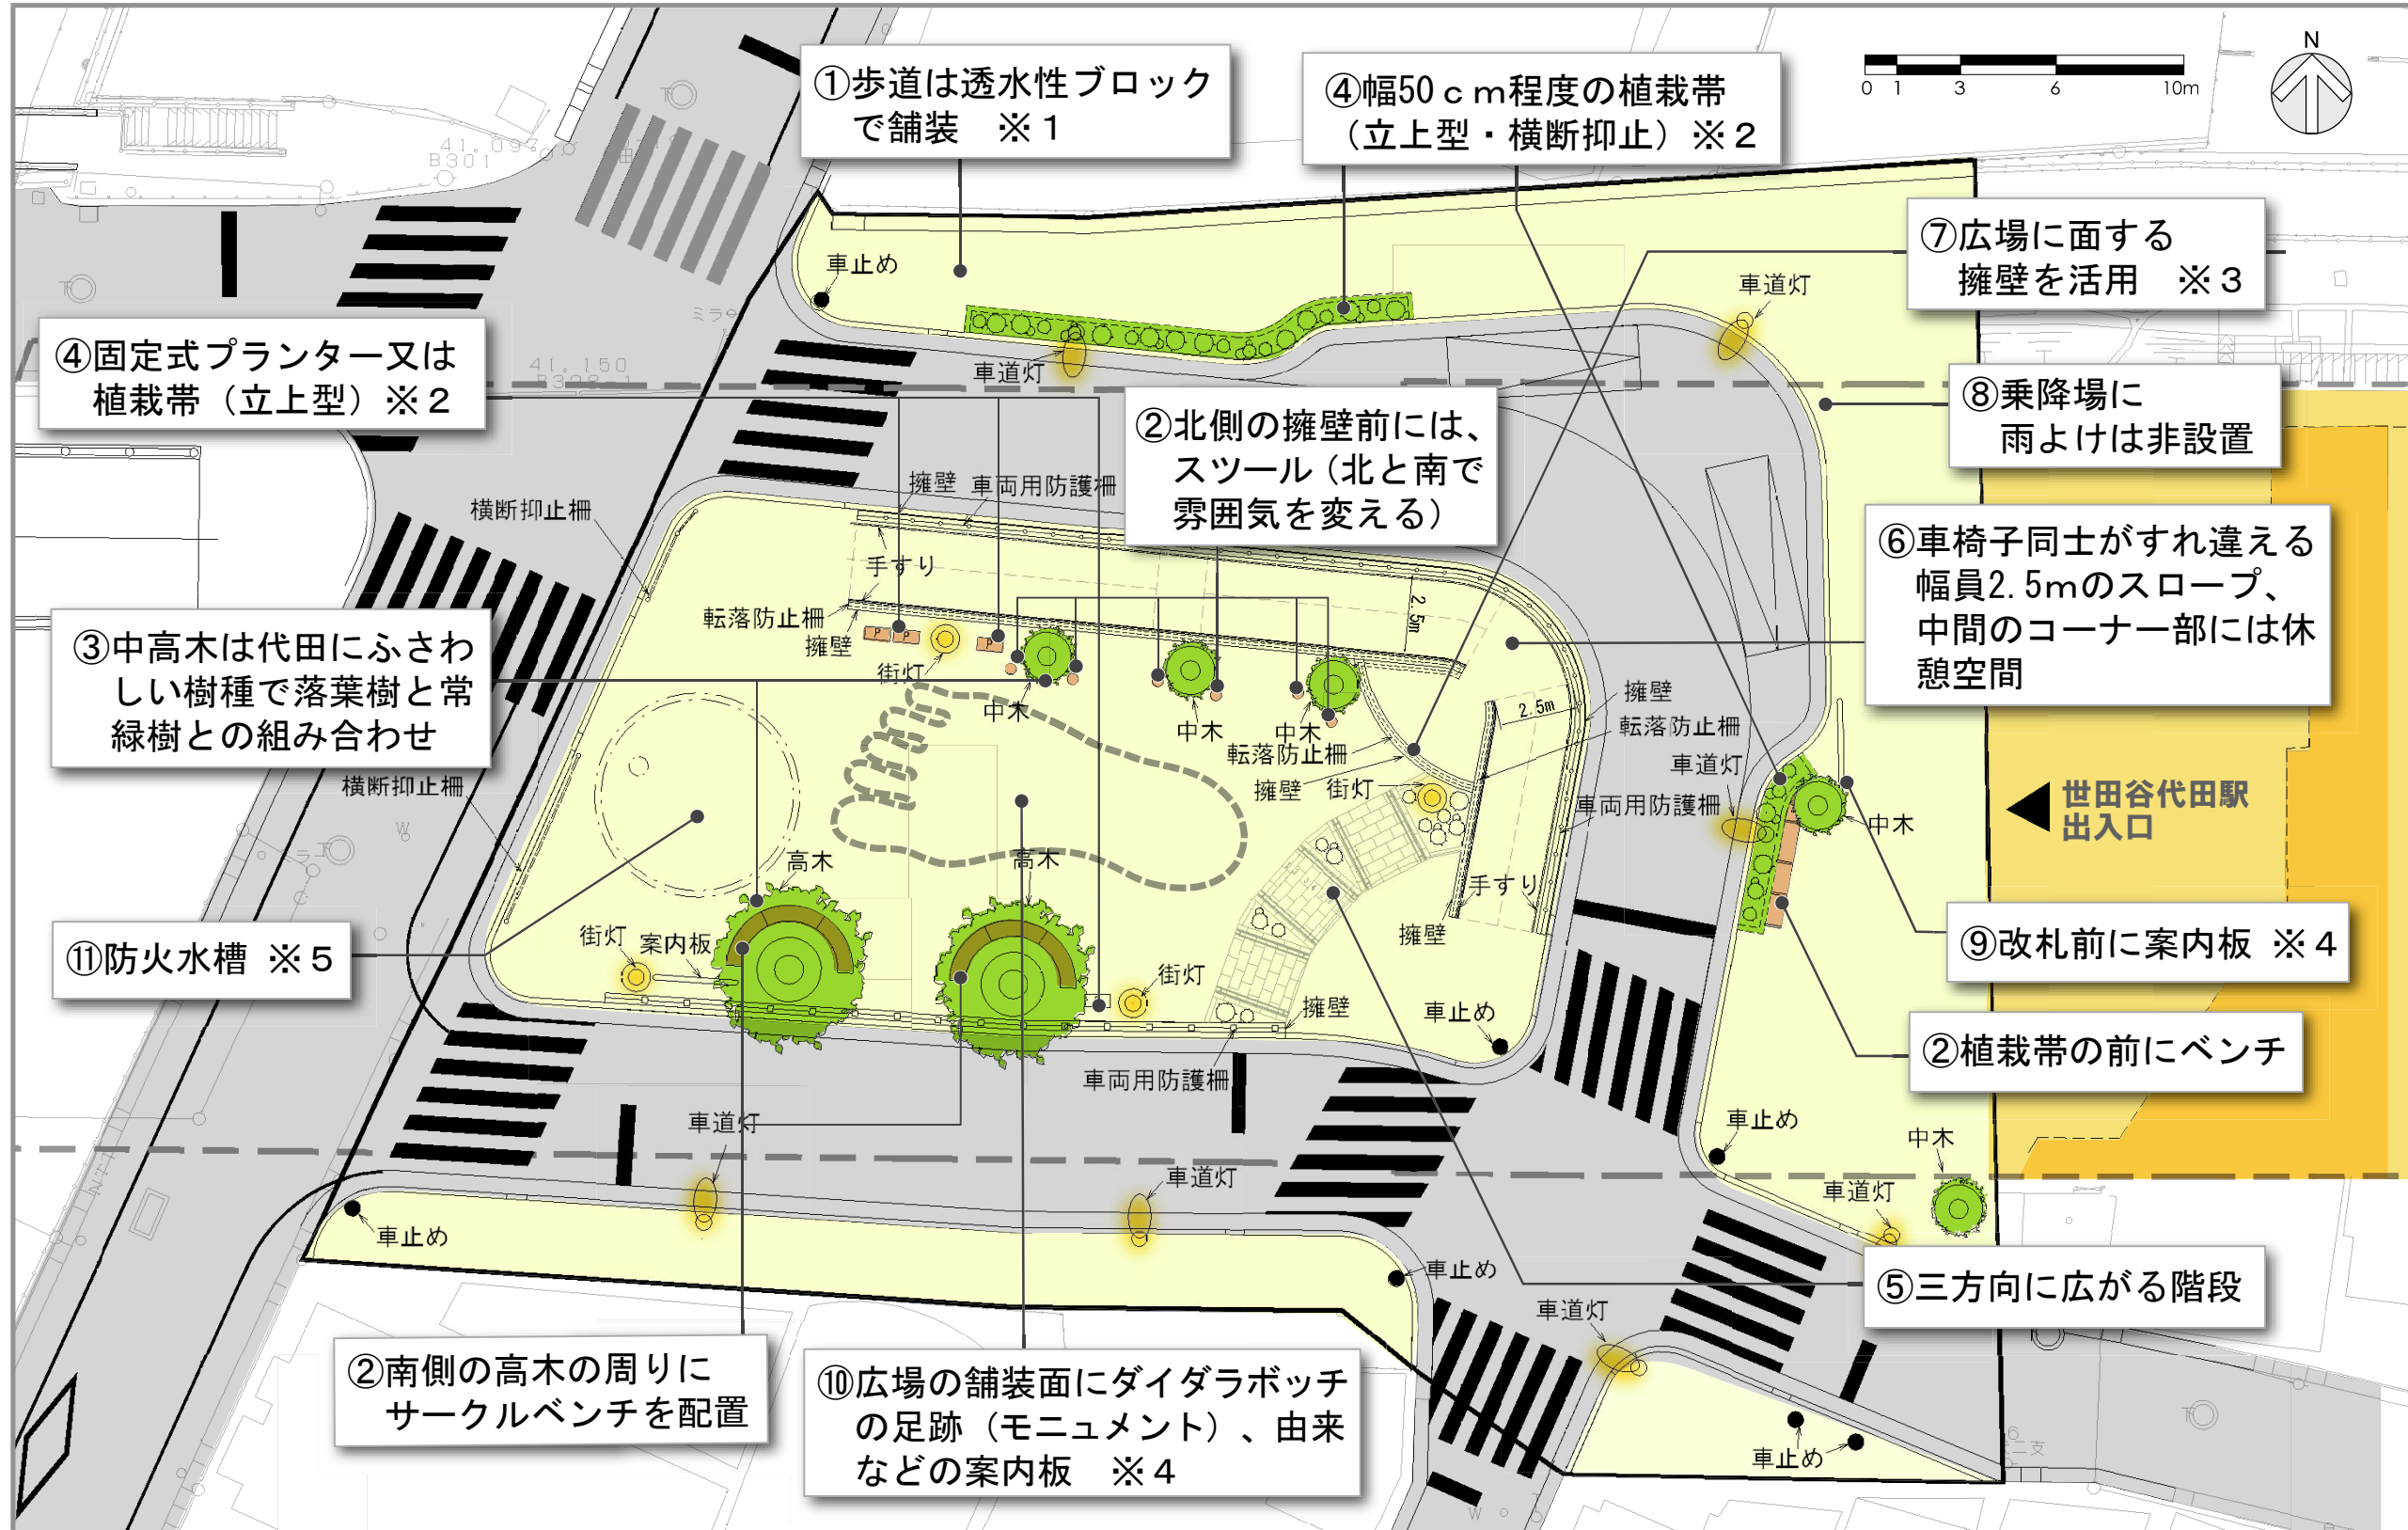 ①歩道は透水性ブロック
で舗装　※１
④幅50ｃｍ程度の植栽帯
（立上型・横断抑止）※２
0 1 3 6 10m
N
⑦広場に面する
擁壁を活用　※３
④固定式プランター又は
植栽帯（立上型）※２
②北側の擁壁前には、
スツール（北と南で
雰囲気を変える）
⑧乗降場に
雨よけは非設置
⑥車椅子同士がすれ違える
幅員2.5ｍのスロープ、
中間のコーナー部には休
憩空間
③中高木は代田にふさわ
しい樹種で落葉樹と常
緑樹との組み合わせ
⑪防火水槽 ※５
⑨改札前に案内板 ※４
②植栽帯の前にベンチ
⑤三方向に広がる階段
②南側の高木の周りに
サークルベンチを配置
⑩広場の舗装面にダイダラボッチ
の足跡（モニュメント）、由来
などの案内板　※４
世田谷代田駅
出入口
車止め
車道灯
車道灯
41.097
B301
41.150
ミラー
横断抑止柵
擁壁
車両用防護柵
手すり
転落防止柵
擁壁
P
P
P
街灯
中木
中木
中木
2.5m
2.5m
擁壁
転落防止柵
転落防止柵
擁壁
街灯
車道灯
車両用防護柵
中木
横断抑止柵
高木
高木
手すり
擁壁
街灯
案内板
街灯
擁壁
車止め
車両用防護柵
車道灯
車道灯
車止め
中木
車道灯
車止め
車止め
車道灯
車止め
W
W